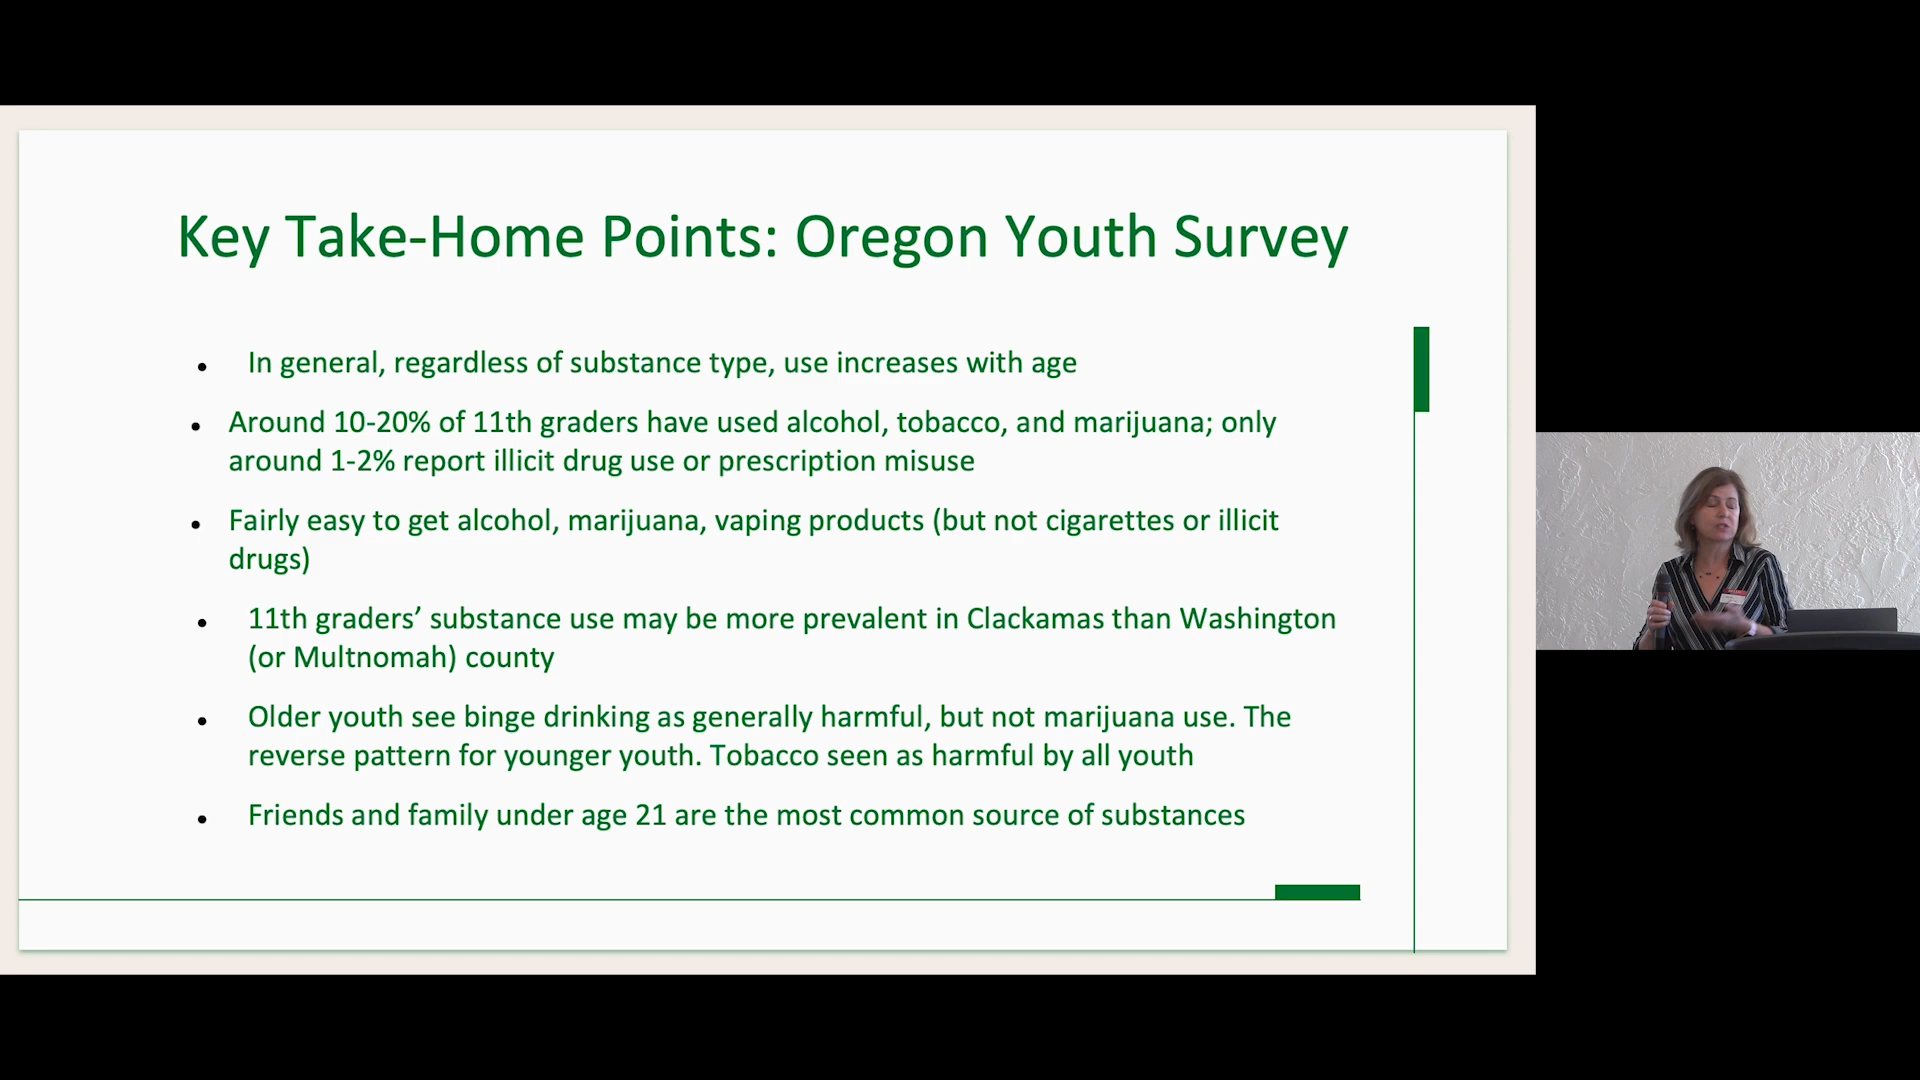 Key Take-Home Points: Oregon Youth Survey
• In general, regardless of substance type, use increases with age
• Around 10-20% of 11th graders have used alcohol, tobacco, and marijuana; only
around 1-2% report illicit drug use or prescription misuse
• Fairly easy to get alcohol, marijuana, vaping products (but not cigarettes or illicit
drugs)
• 11th graders’ substance use may be more prevalent in Clackamas than Washington
(or Multnomah) county
• Older youth see binge drinking as generally harmful, but not marijuana use. The
reverse pattern for younger youth. Tobacco seen as harmful by all youth
• Friends and family under age 21 are the most common source of substances